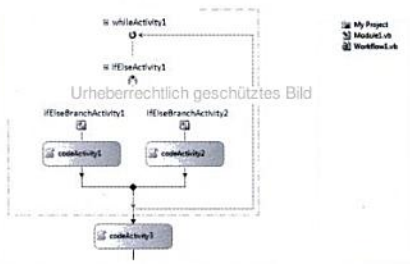 whileActivity1
My Project
Module1.vb
Workflow1.vb
ifElseActivity1
Urheberrechtlich geschütztes Bild
ifElseBranchActivity1 ifElseBranchActivity2
codeActivity1 codeActivity2
codeActivity3